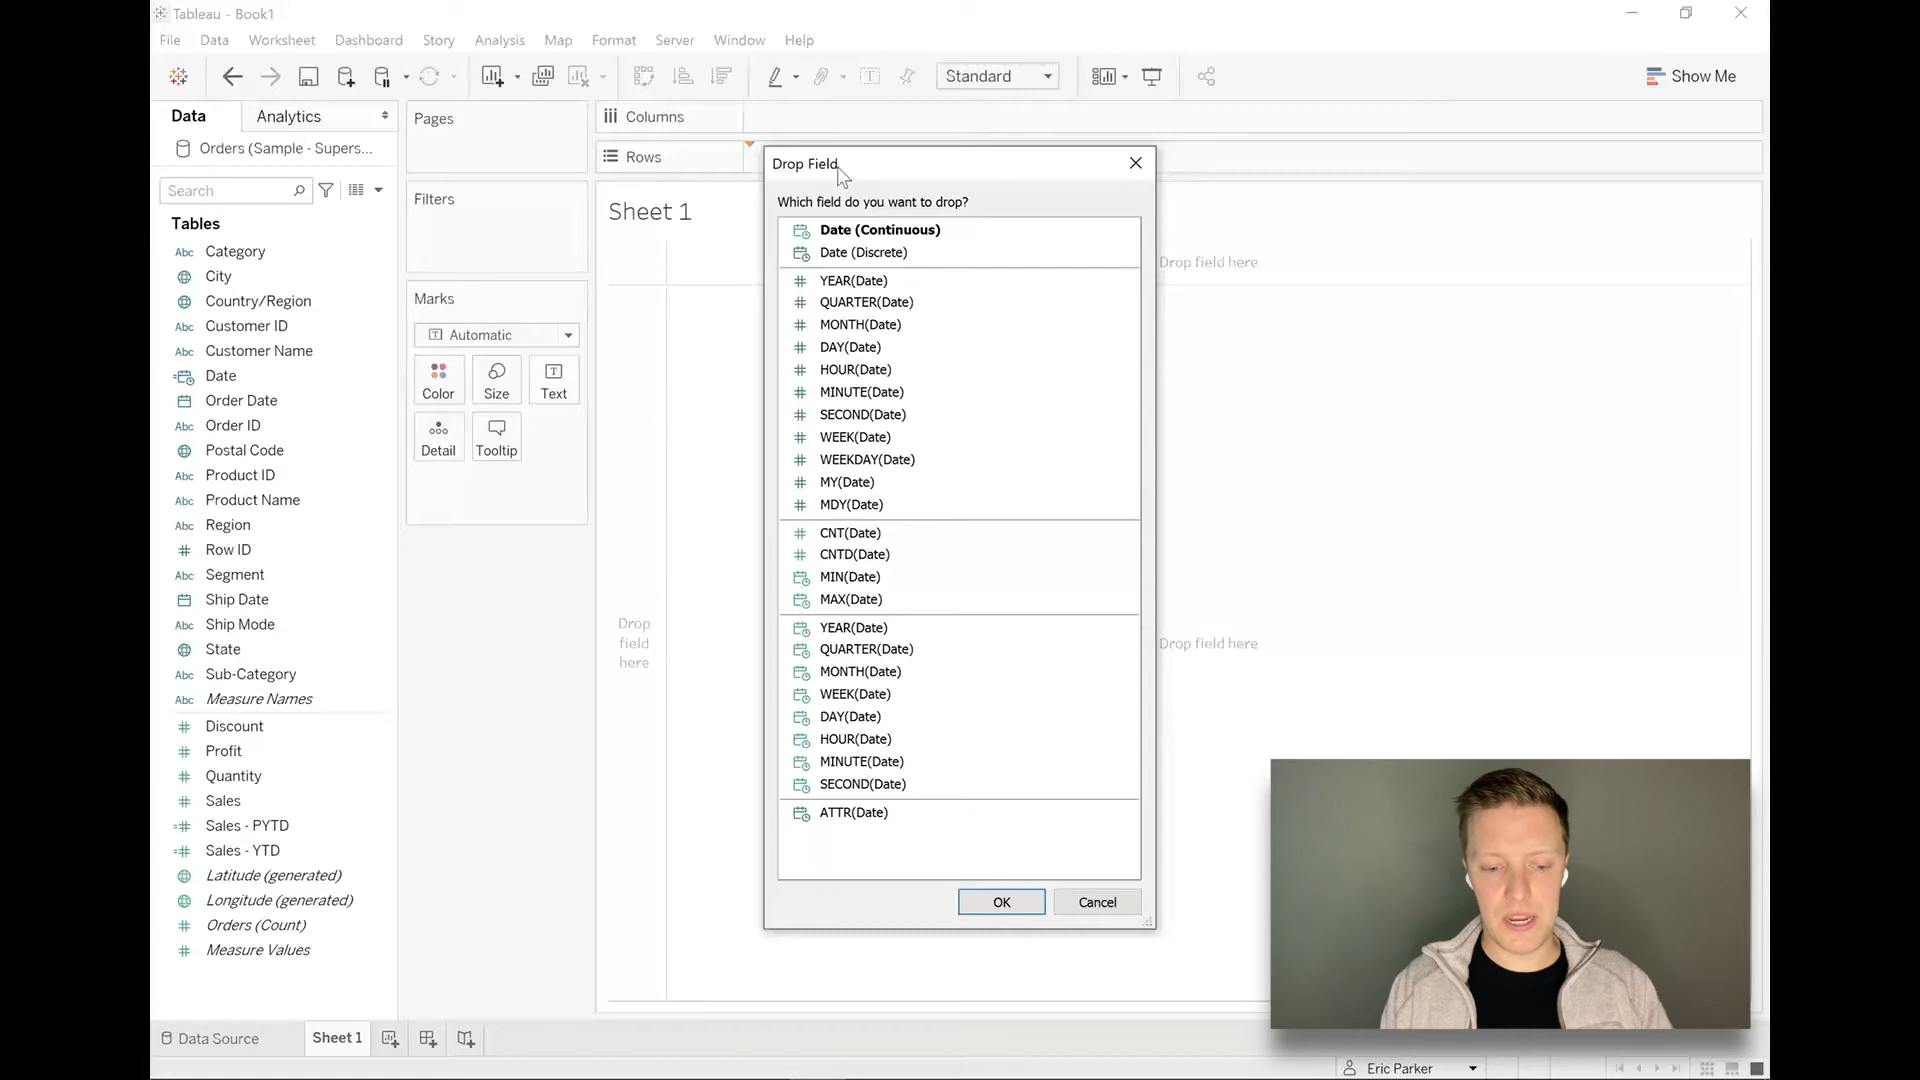 Tableau - Book1
File Data Worksheet Dashboard Story Analysis Map Format Server Window Help
Standard
Show Me
Data Analytics
Orders (Sample - Supers...
Search
Tables
Abc Category
City
Country/Region
Abc Customer ID
Abc Customer Name
Date
Order Date
Abc Order ID
Postal Code
Abc Product ID
Abc Product Name
Abc Region
# Row ID
Abc Segment
Ship Date
Abc Ship Mode
State
Abc Sub-Category
Abc Measure Names
# Discount
# Profit
# Quantity
# Sales
=# Sales - PYTD
=# Sales - YTD
Latitude (generated)
Longitude (generated)
# Orders (Count)
# Measure Values
Pages
Filters
Marks
T Automatic
Color Size Text
Detail Tooltip
Columns
Rows
Sheet 1
Drop field here
Drop
field
here
Drop field here
Drop Field
Which field do you want to drop?
Date (Continuous)
Date (Discrete)
# YEAR(Date)
# QUARTER(Date)
# MONTH(Date)
# DAY(Date)
# HOUR(Date)
# MINUTE(Date)
# SECOND(Date)
# WEEK(Date)
# WEEKDAY(Date)
# MY(Date)
# MDY(Date)
# CNT(Date)
# CNTD(Date)
MIN(Date)
MAX(Date)
YEAR(Date)
QUARTER(Date)
MONTH(Date)
WEEK(Date)
DAY(Date)
HOUR(Date)
MINUTE(Date)
SECOND(Date)
ATTR(Date)
OK Cancel
Data Source Sheet 1
Eric Parker